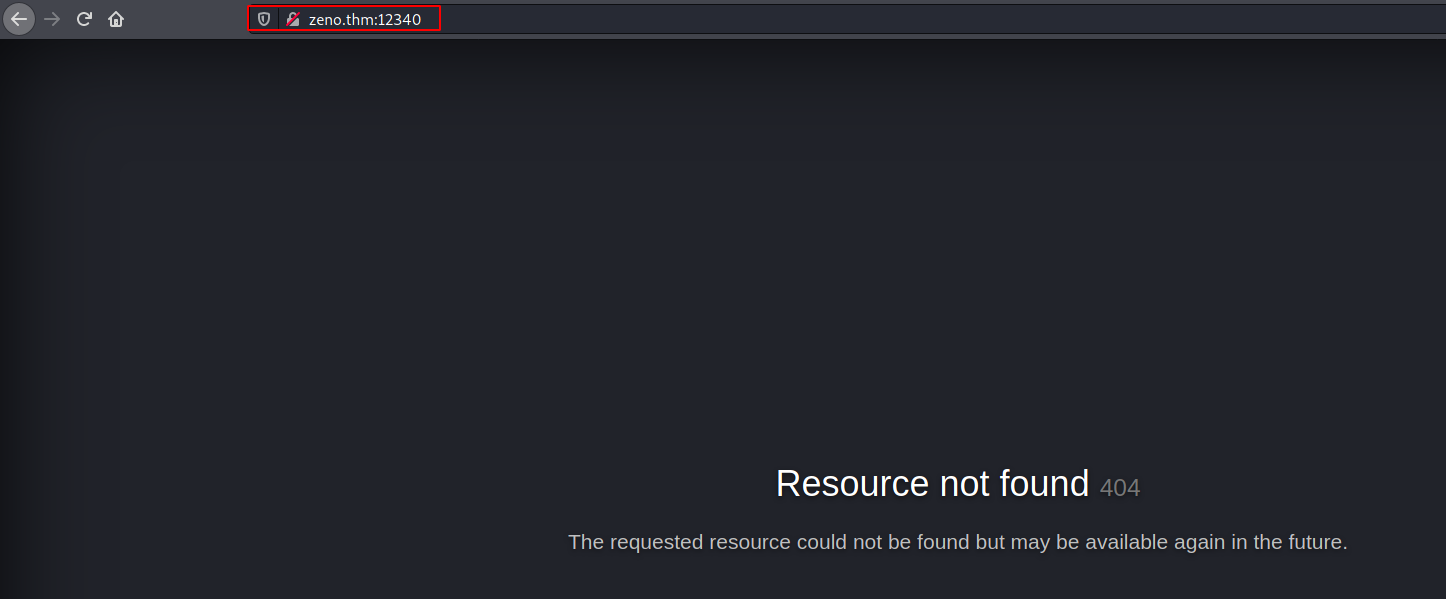 zeno.thm:12340
Resource not found 404
The requested resource could not be found but may be available again in the future.